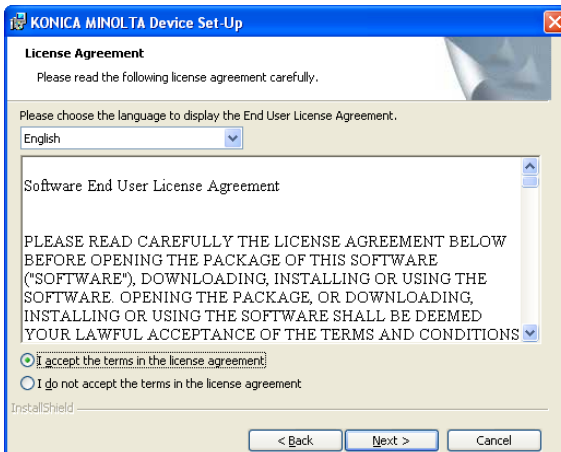 KONICA MINOLTA Device Set-Up
License Agreement
Please read the following license agreement carefully.
Please choose the language to display the End User License Agreement.
English
Software End User License Agreement
PLEASE READ CAREFULLY THE LICENSE AGREEMENT BELOW
BEFORE OPENING THE PACKAGE OF THIS SOFTWARE
("SOFTWARE"), DOWNLOADING, INSTALLING OR USING THE
SOFTWARE. OPENING THE PACKAGE, OR DOWNLOADING,
INSTALLING OR USING THE SOFTWARE SHALL BE DEEMED
YOUR LAWFUL ACCEPTANCE OF THE TERMS AND CONDITIONS
I accept the terms in the license agreement
I do not accept the terms in the license agreement
InstallShield
< Back
Next >
Cancel